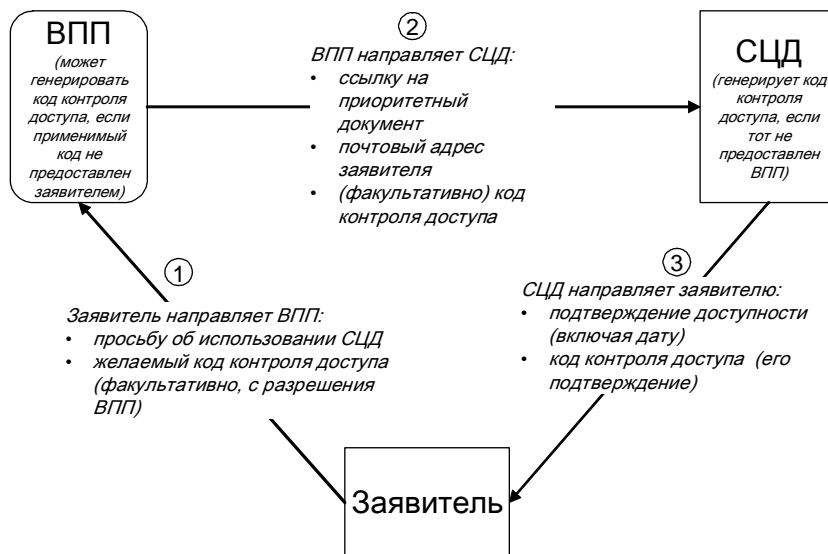 ВПП
(может
генерировать
код контроля
доступа, если
применимый
код не
предоставлен
заявителем)
2
ВПП направляет СЦД:
• ссылку на
приоритетный
документ
• почтовый адрес
заявителя
• (факультативно) код
контроля доступа
СЦД
(генерирует код
контроля
доступа, если
тот не
предоставлен
ВПП)
1
Заявитель направляет ВПП:
• просьбу об использовании СЦД
• желаемый код контроля доступа
(факультативно, с разрешения
ВПП)
3
СЦД направляет заявителю:
• подтверждение доступности
(включая дату)
• код контроля доступа (его
подтверждение)
Заявитель